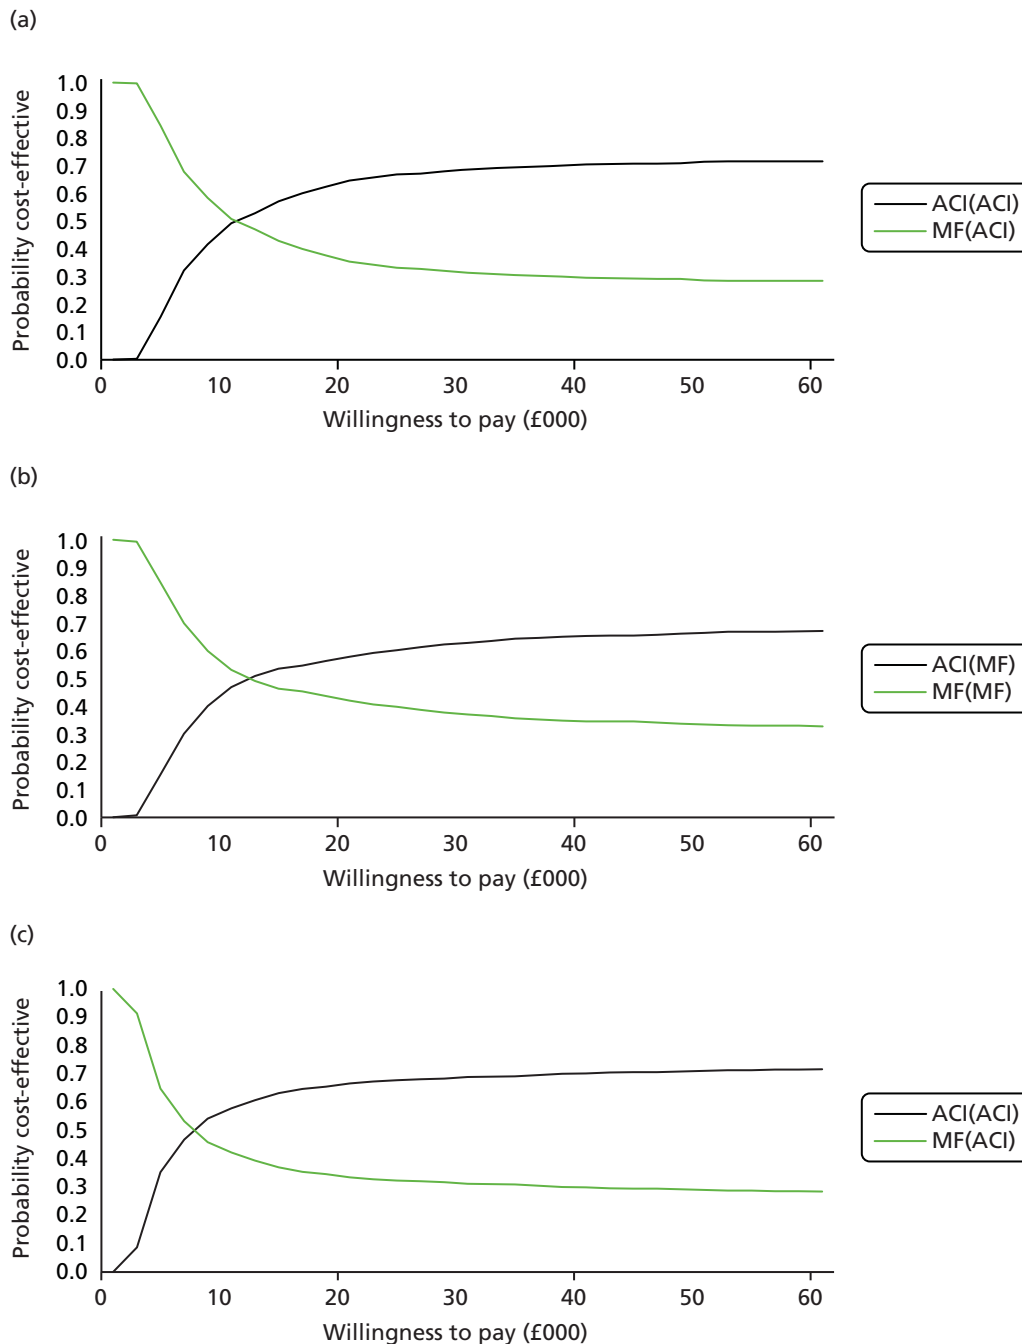 (a)
Probability cost-effective
1.0
0.9
0.8
0.7
0.6
0.5
0.4
0.3
0.2
0.1
0.0
0 10 20 30 40 50 60
Willingness to pay (£000)
ACI(ACI)
MF(ACI)
(b)
Probability cost-effective
1.0
0.9
0.8
0.7
0.6
0.5
0.4
0.3
0.2
0.1
0.0
0 10 20 30 40 50 60
Willingness to pay (£000)
ACI(MF)
MF(MF)
(c)
Probability cost-effective
1.0
0.9
0.8
0.7
0.6
0.5
0.4
0.3
0.2
0.1
0.0
0 10 20 30 40 50 60
Willingness to pay (£000)
ACI(ACI)
MF(ACI)